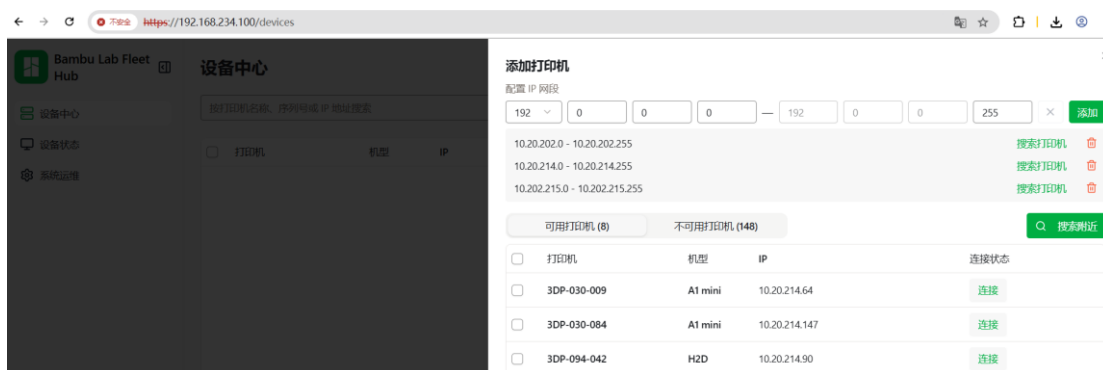 不安全 https://192.168.234.100/devices
Bambu Lab Fleet Hub
设备中心
设备状态
系统运维
设备中心
按打印机名称、序列号或 IP 地址搜索
打印机 机型 IP
添加打印机
配置 IP 网段
192 0 0 0 — 192 0 0 255 添加
10.20.202.0 - 10.20.202.255 搜索打印机
10.20.214.0 - 10.20.214.255 搜索打印机
10.202.215.0 - 10.202.215.255 搜索打印机
可用打印机 (8) 不可用打印机 (148) 搜索附近
打印机 机型 IP 连接状态
3DP-030-009 A1 mini 10.20.214.64 连接
3DP-030-084 A1 mini 10.20.214.147 连接
3DP-094-042 H2D 10.20.214.90 连接